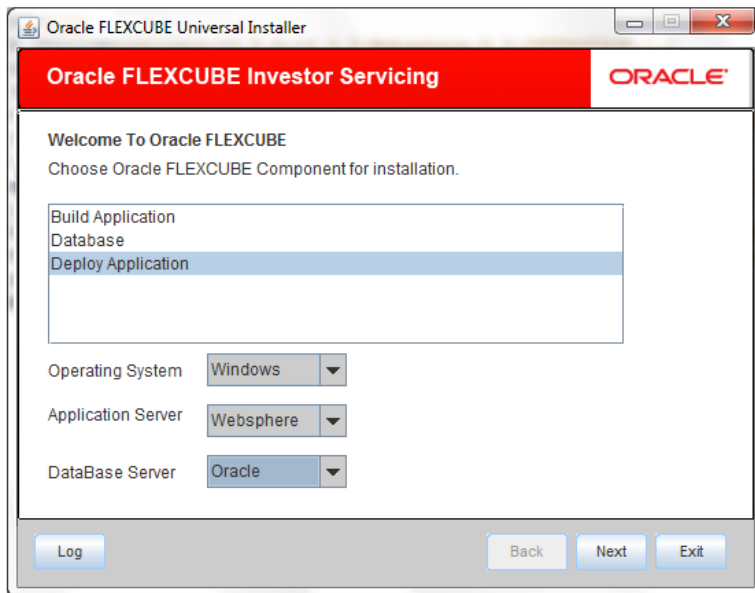 Oracle FLEXCUBE Universal Installer
Oracle FLEXCUBE Investor Servicing
ORACLE
Welcome To Oracle FLEXCUBE
Choose Oracle FLEXCUBE Component for installation.
Build Application
Database
Deploy Application
Operating System Windows
Application Server Websphere
DataBase Server Oracle
Log Back Next Exit